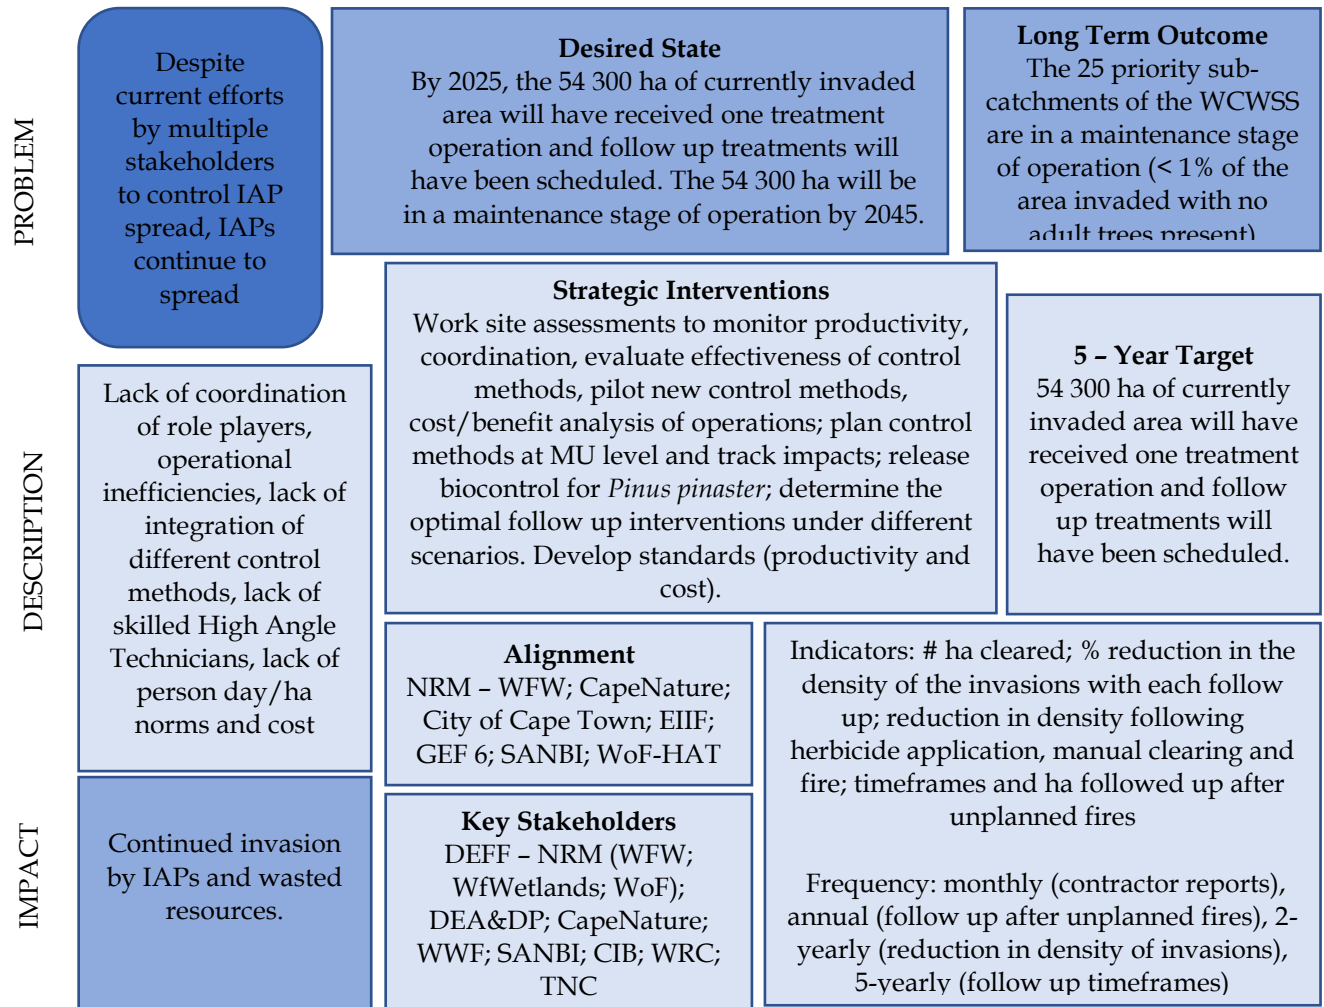 PROBLEM
Despite
current efforts
by multiple
stakeholders
to control IAP
spread, IAPs
continue to
spread
Desired State
By 2025, the 54 300 ha of currently invaded
area will have received one treatment
operation and follow up treatments will
have been scheduled. The 54 300 ha will be
in a maintenance stage of operation by 2045.
Long Term Outcome
The 25 priority sub-
catchments of the WCWSS
are in a maintenance stage
of operation (< 1% of the
area invaded with no
adult trees present)
DESCRIPTION
Lack of coordination
of role players,
operational
inefficiencies, lack of
integration of
different control
methods, lack of
skilled High Angle
Technicians, lack of
person day/ha
norms and cost
Strategic Interventions
Work site assessments to monitor productivity,
coordination, evaluate effectiveness of control
methods, pilot new control methods,
cost/benefit analysis of operations; plan control
methods at MU level and track impacts; release
biocontrol for Pinus pinaster; determine the
optimal follow up interventions under different
scenarios. Develop standards (productivity and
cost).
5 – Year Target
54 300 ha of currently
invaded area will have
received one treatment
operation and follow
up treatments will
have been scheduled.
Alignment
NRM – WFW; CapeNature;
City of Cape Town; EIIF;
GEF 6; SANBI; WoF-HAT
Indicators: # ha cleared; % reduction in the
density of the invasions with each follow
up; reduction in density following
herbicide application, manual clearing and
fire; timeframes and ha followed up after
unplanned fires
Frequency: monthly (contractor reports),
annual (follow up after unplanned fires), 2-
yearly (reduction in density of invasions),
5-yearly (follow up timeframes)
IMPACT
Continued invasion
by IAPs and wasted
resources.
Key Stakeholders
DEFF – NRM (WFW;
WfWetlands; WoF);
DEA&DP; CapeNature;
WWF; SANBI; CIB; WRC;
TNC